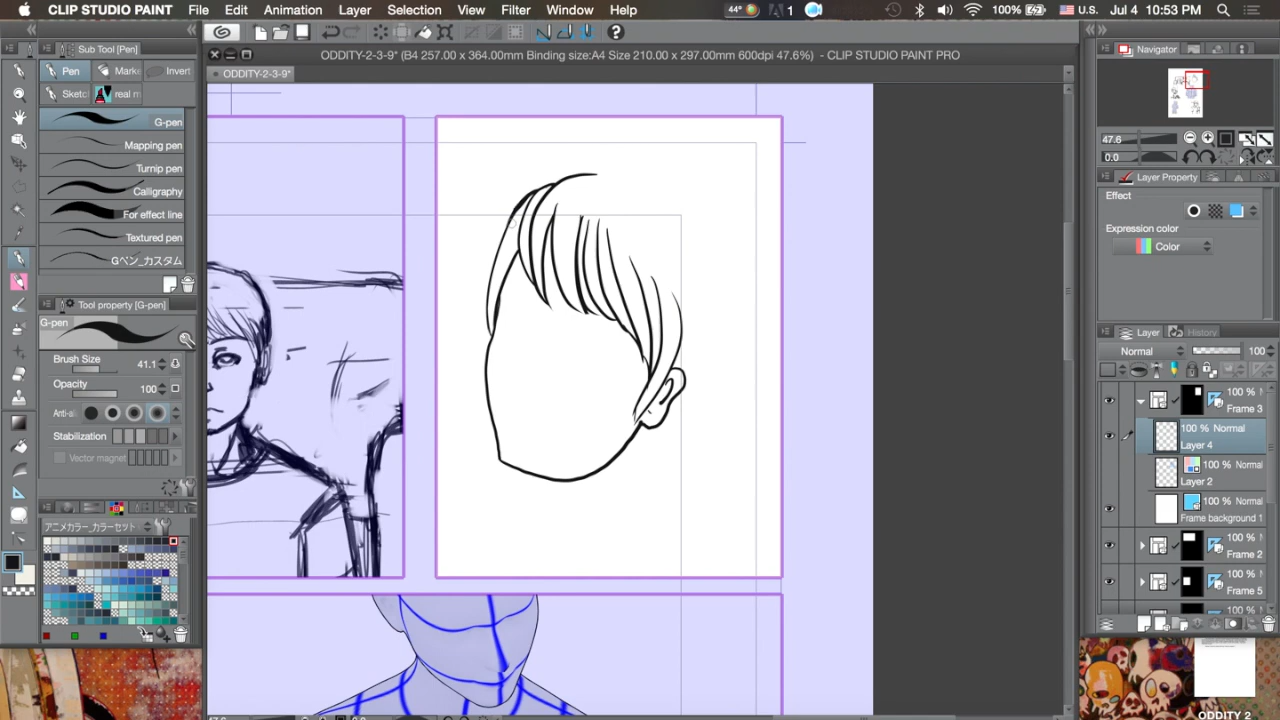 CLIP STUDIO PAINT File Edit Animation Layer Selection View Filter Window Help 44° 1 100% U.S. Jul 4 10:53 PM
Sub Tool [Pen]
ODDITY-2-3-9* (B4 257.00 x 364.00mm Binding size:A4 Size 210.00 x 297.00mm 600dpi 47.6%) - CLIP STUDIO PAINT PRO
ODDITY-2-3-9*
Navigator
Pen Marke Invert
Sketc real m
G-pen
Mapping pen
Turnip pen
Calligraphy
For effect line
Textured pen
Gペン_カスタム
Tool property [G-pen]
G-pen
Brush Size 41.1
Opacity 100
Anti-al
Stabilization
Vector magnet
アニメカラー_カラーセット
47.6
0.0
Layer Property
Effect
Expression color
Color
Layer History
Normal 100
100 %
Frame 3
100 % Normal
Layer 4
100 % Normal
Layer 2
100 % Normal
Frame background 1
100 %
Frame 2
100 %
Frame 5
100 %
ODDITY 2